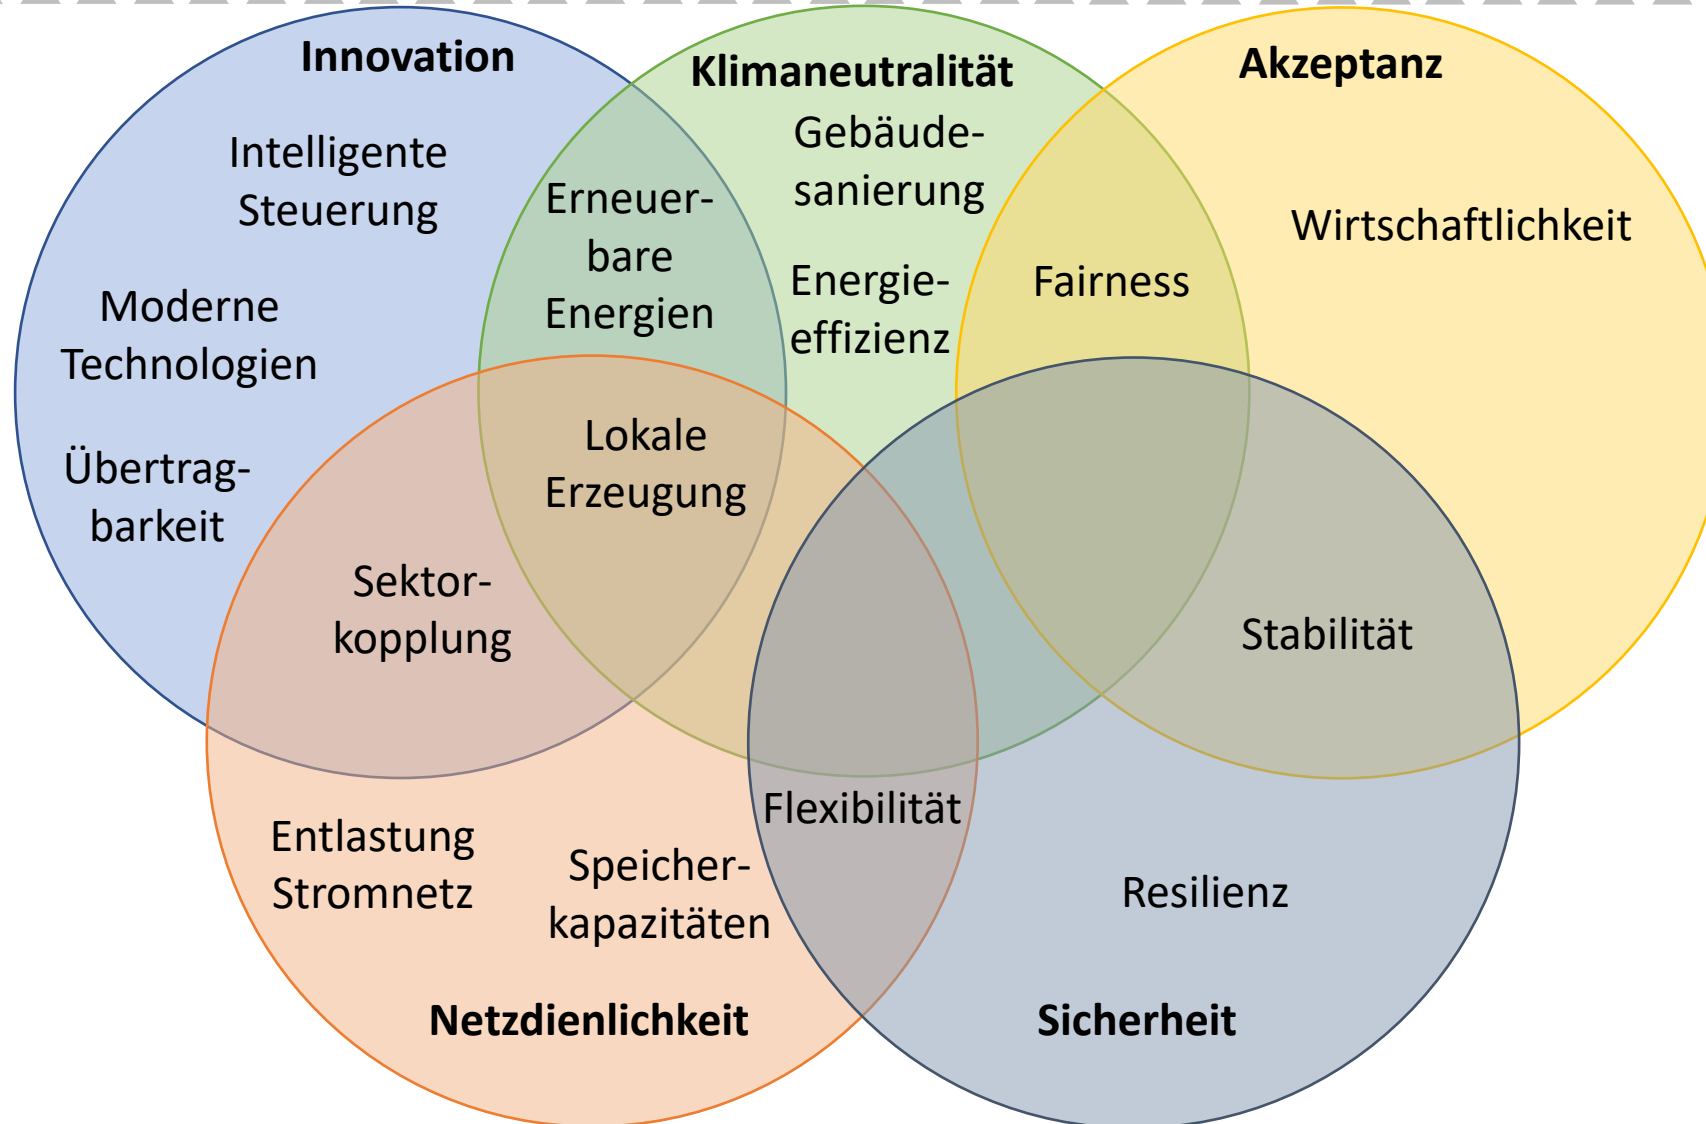 Innovation
Intelligente
Steuerung
Moderne
Technologien
Übertrag-
barkeit
Erneuer-
bare
Energien
Klimaneutralität
Gebäude-
sanierung
Energie-
effizienz
Akzeptanz
Wirtschaftlichkeit
Fairness
Lokale
Erzeugung
Sektor-
kopplung
Stabilität
Flexibilität
Entlastung
Stromnetz
Speicher-
kapazitäten
Resilienz
Netzdienlichkeit
Sicherheit